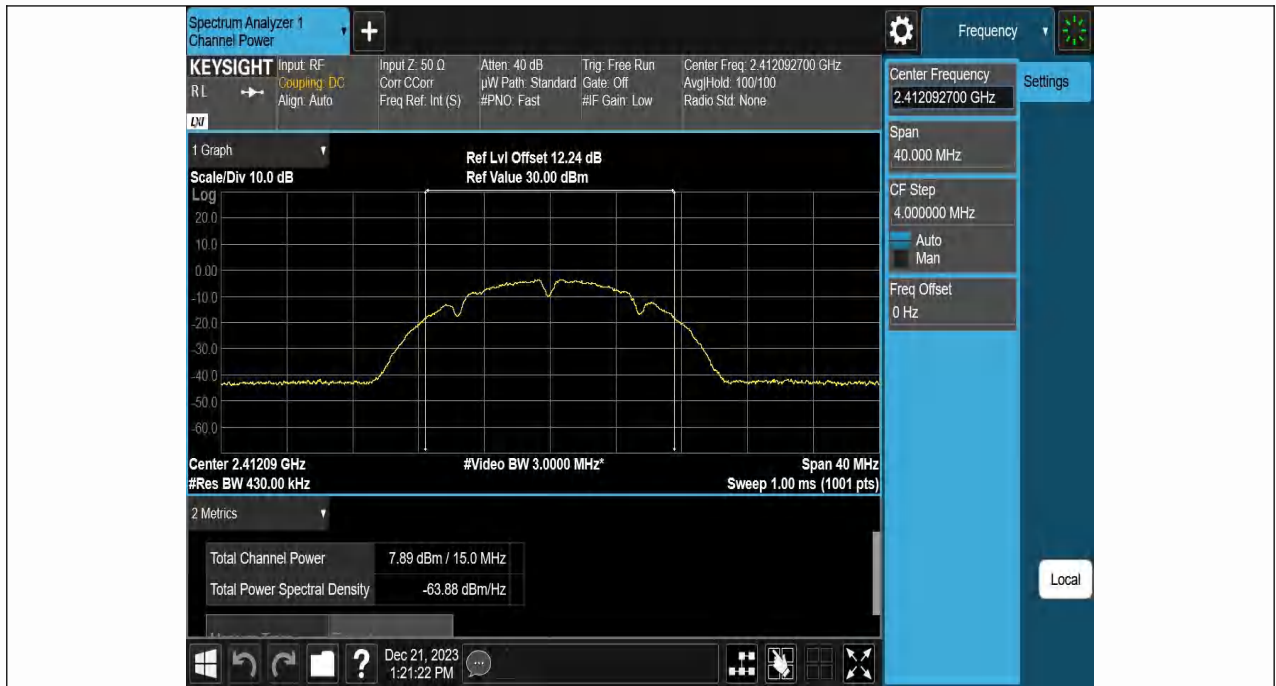 Spectrum Analyzer 1
Channel Power
+
Frequency
KEYSIGHT
RL
LXI
Input: RF
Coupling: DC
Align: Auto
Input Z: 50 Ω
Corr CCorr
Freq Ref: Int (S)
Atten: 40 dB
µW Path: Standard
#PNO: Fast
Trig: Free Run
Gate: Off
#IF Gain: Low
Center Freq: 2.412092700 GHz
Avg|Hold: 100/100
Radio Std: None
Center Frequency
2.412092700 GHz
Settings
Span
40.000 MHz
CF Step
4.000000 MHz
Auto
Man
Freq Offset
0 Hz
1 Graph
Scale/Div 10.0 dB
Ref Lvl Offset 12.24 dB
Ref Value 30.00 dBm
Log
20.0
10.0
0.00
-10.0
-20.0
-30.0
-40.0
-50.0
-60.0
Center 2.41209 GHz
#Video BW 3.0000 MHz*
Span 40 MHz
#Res BW 430.00 kHz
Sweep 1.00 ms (1001 pts)
2 Metrics
Total Channel Power 7.89 dBm / 15.0 MHz
Total Power Spectral Density -63.88 dBm/Hz
Local
?
Dec 21, 2023
1:21:22 PM